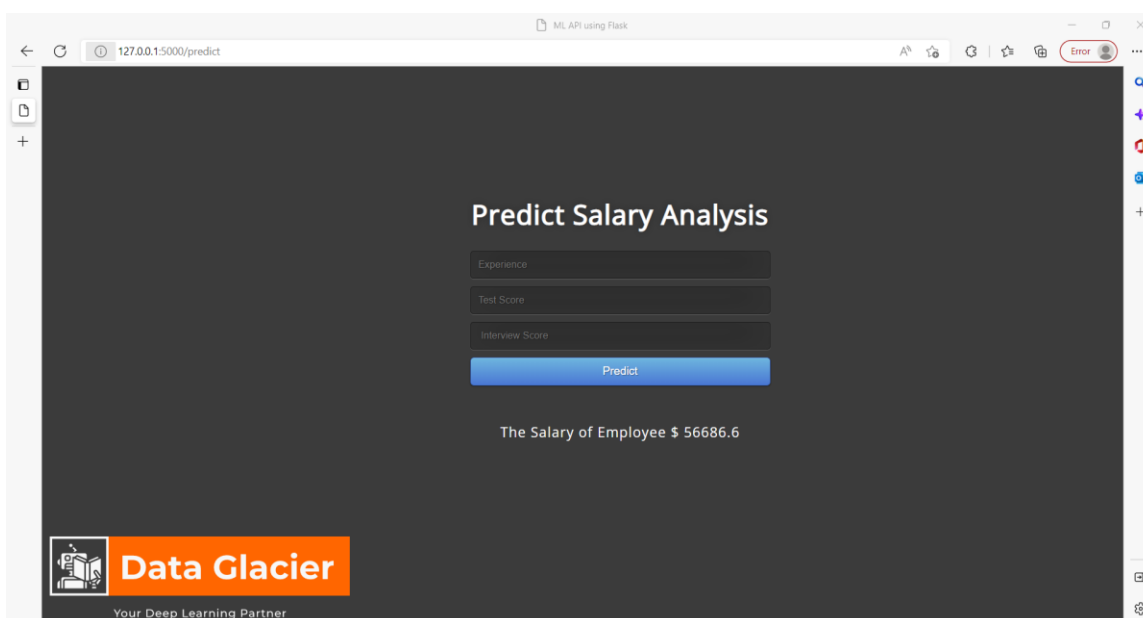 ML API using Flask
127.0.0.1:5000/predict
Error
Predict Salary Analysis
Experience
Test Score
Interview Score
Predict
The Salary of Employee $ 56686.6
Data Glacier
Your Deep Learning Partner